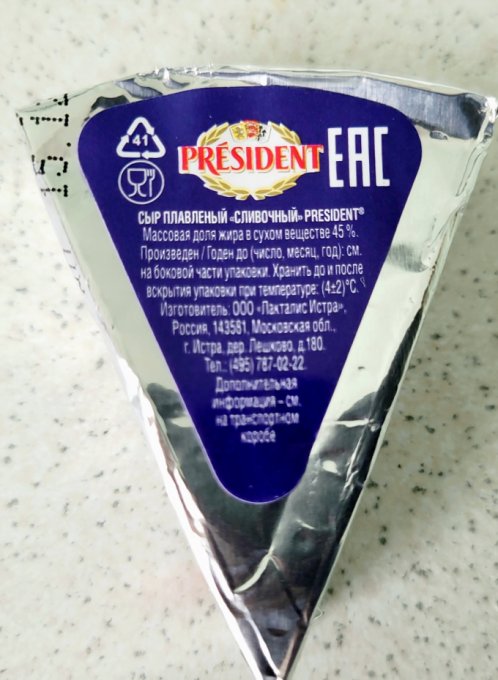 41
PRÉSIDENT
EAC
СЫР ПЛАВЛЕНЫЙ «СЛИВОЧНЫЙ» PRESIDENT®
Массовая доля жира в сухом веществе 45 %.
Произведен / Годен до (число, месяц, год): см.
на боковой части упаковки. Хранить до и после
вскрытия упаковки при температуре: (4±2)°С.
Изготовитель: ООО «Лакталис Истра»,
Россия, 143581, Московская обл.,
г. Истра, дер. Лешково, д.180.
Тел.: (495) 787-02-22.
Дополнительная
информация – см.
на транспортном
коробе